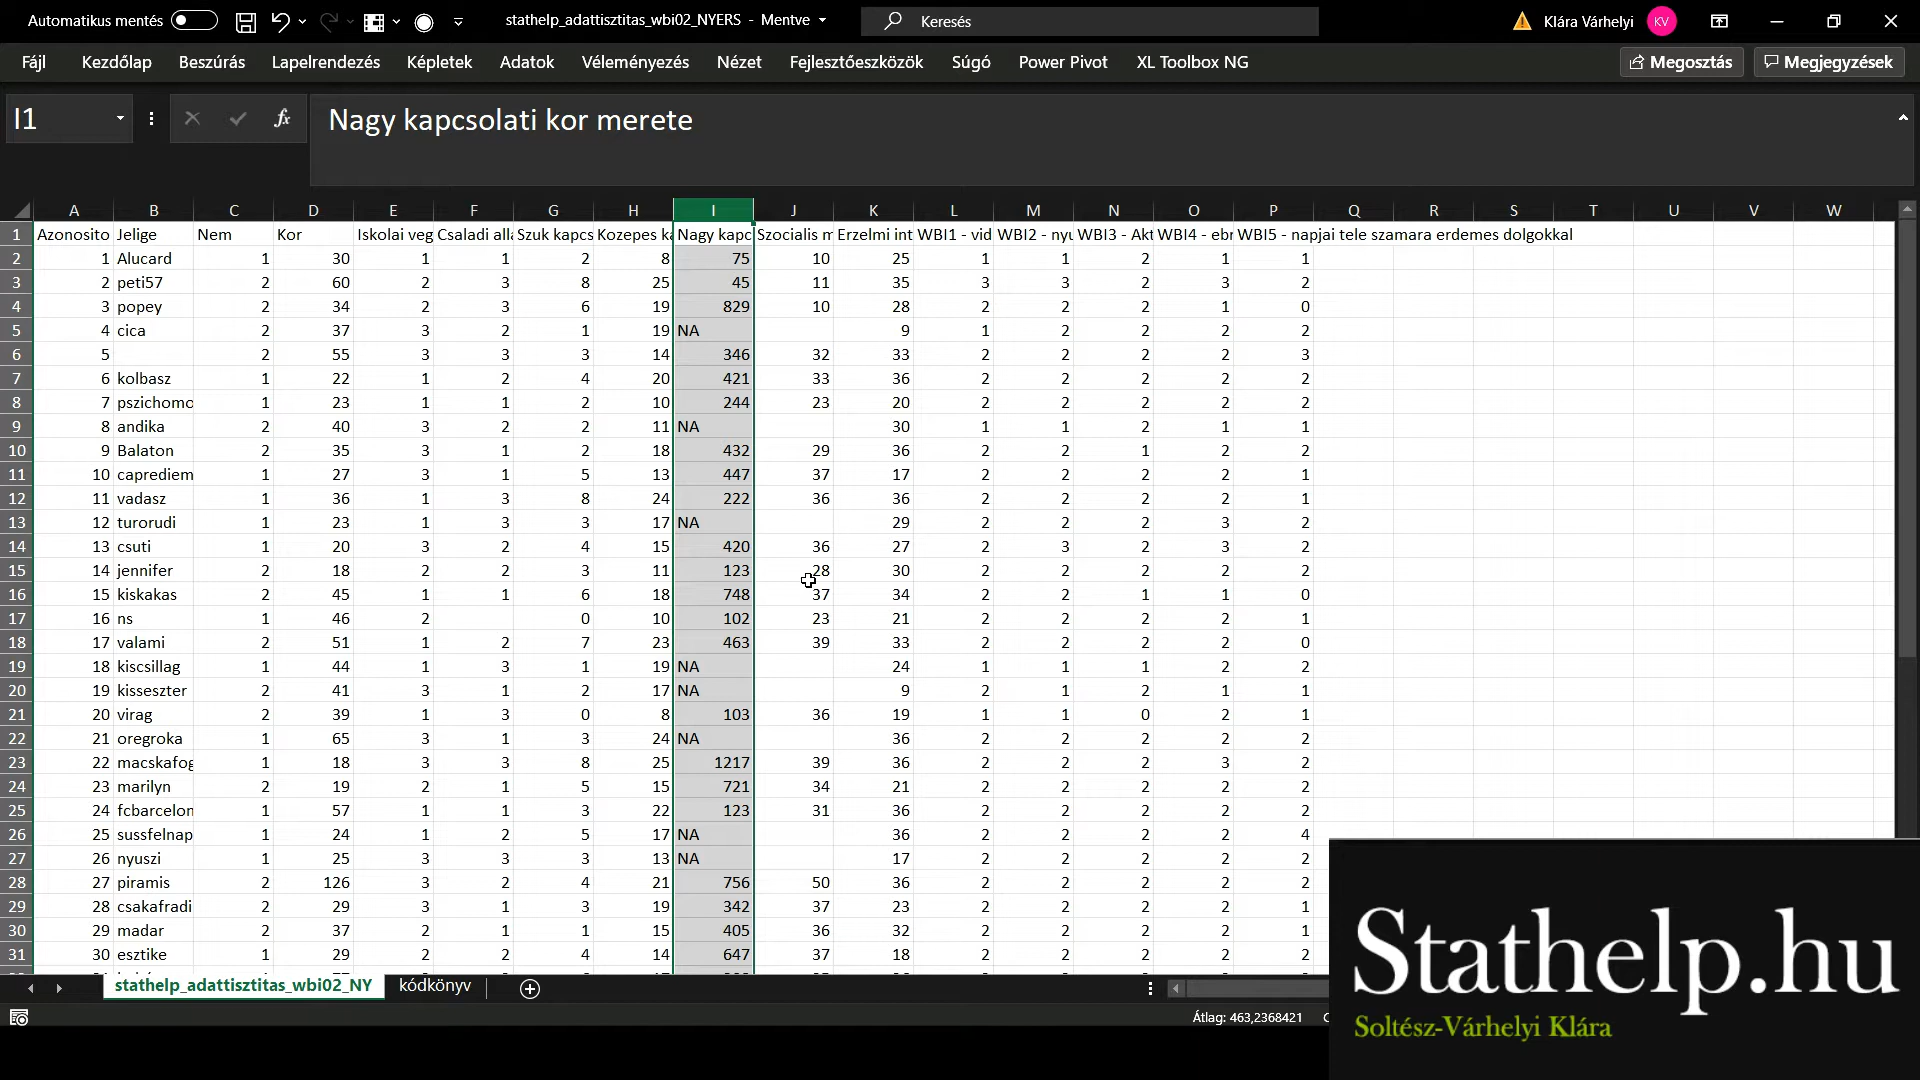 Automatikus mentés
stathelp_adattisztitas_wbi02_NYERS - Mentve
Keresés
Klára Várhelyi KV
Fájl Kezdőlap Beszúrás Lapelrendezés Képletek Adatok Véleményezés Nézet Fejlesztőeszközök Súgó Power Pivot XL Toolbox NG Megosztás Megjegyzések
I1 fx Nagy kapcsolati kor merete
A B C D E F G H I J K L M N O P Q R S T U V W
1 Azonosito Jelige Nem Kor Iskolai veg Csaladi alla Szuk kapcs Kozepes ka Nagy kapc Szocialis m Erzelmi int WBI1 - vid WBI2 - nyu WBI3 - Akt WBI4 - ebr WBI5 - napjai tele szamara erdemes dolgokkal
2 1 Alucard 1 30 1 1 2 8 75 10 25 1 1 2 1 1
3 2 peti57 2 60 2 3 8 25 45 11 35 3 3 2 3 2
4 3 popey 2 34 2 3 6 19 829 10 28 2 2 2 1 0
5 4 cica 2 37 3 2 1 19 NA 9 1 2 2 2 2
6 5 2 55 3 3 3 14 346 32 33 2 2 2 2 3
7 6 kolbasz 1 22 1 2 4 20 421 33 36 2 2 2 2 2
8 7 pszichomo 1 23 1 1 2 10 244 23 20 2 2 2 2 2
9 8 andika 2 40 3 2 2 11 NA 30 1 1 2 1 1
10 9 Balaton 2 35 3 1 2 18 432 29 36 2 2 1 2 2
11 10 caprediem 1 27 3 1 5 13 447 37 17 2 2 2 2 1
12 11 vadasz 1 36 1 3 8 24 222 36 36 2 2 2 2 1
13 12 turorudi 1 23 1 3 3 17 NA 29 2 2 2 3 2
14 13 csuti 1 20 3 2 4 15 420 36 27 2 3 2 3 2
15 14 jennifer 2 18 2 2 3 11 123 28 30 2 2 2 2 2
16 15 kiskakas 2 45 1 1 6 18 748 37 34 2 2 1 1 0
17 16 ns 1 46 2 0 10 102 23 21 2 2 2 2 1
18 17 valami 2 51 1 2 7 23 463 39 33 2 2 2 2 0
19 18 kiscsillag 1 44 1 3 1 19 NA 24 1 1 1 2 2
20 19 kisseszter 2 41 3 1 2 17 NA 9 2 1 2 1 1
21 20 virag 2 39 1 3 0 8 103 36 19 1 1 0 2 1
22 21 oregroka 1 65 3 1 3 24 NA 36 2 2 2 2 2
23 22 macskafog 1 18 3 3 8 25 1217 39 36 2 2 2 3 2
24 23 marilyn 2 19 2 1 5 15 721 34 21 2 2 2 2 2
25 24 fcbarcelon 1 57 1 1 3 22 123 31 36 2 2 2 2 2
26 25 sussfelnap 1 24 1 2 5 17 NA 36 2 2 2 2 4
27 26 nyuszi 1 25 3 3 3 13 NA 17 2 2 2 2 2
28 27 piramis 2 126 3 2 4 21 756 50 36 2 2 2 2 2
29 28 csakafradi 2 29 3 1 3 19 342 37 23 2 2 2 2 1
30 29 madar 2 37 2 1 1 15 405 36 32 2 2 2 2 1
31 30 esztike 1 29 2 2 4 14 647 37 18 2 2 2 2 1
stathelp_adattisztitas_wbi02_NY kódkönyv
Átlag: 463,2368421
Stathelp.hu
Soltész-Várhelyi Klára